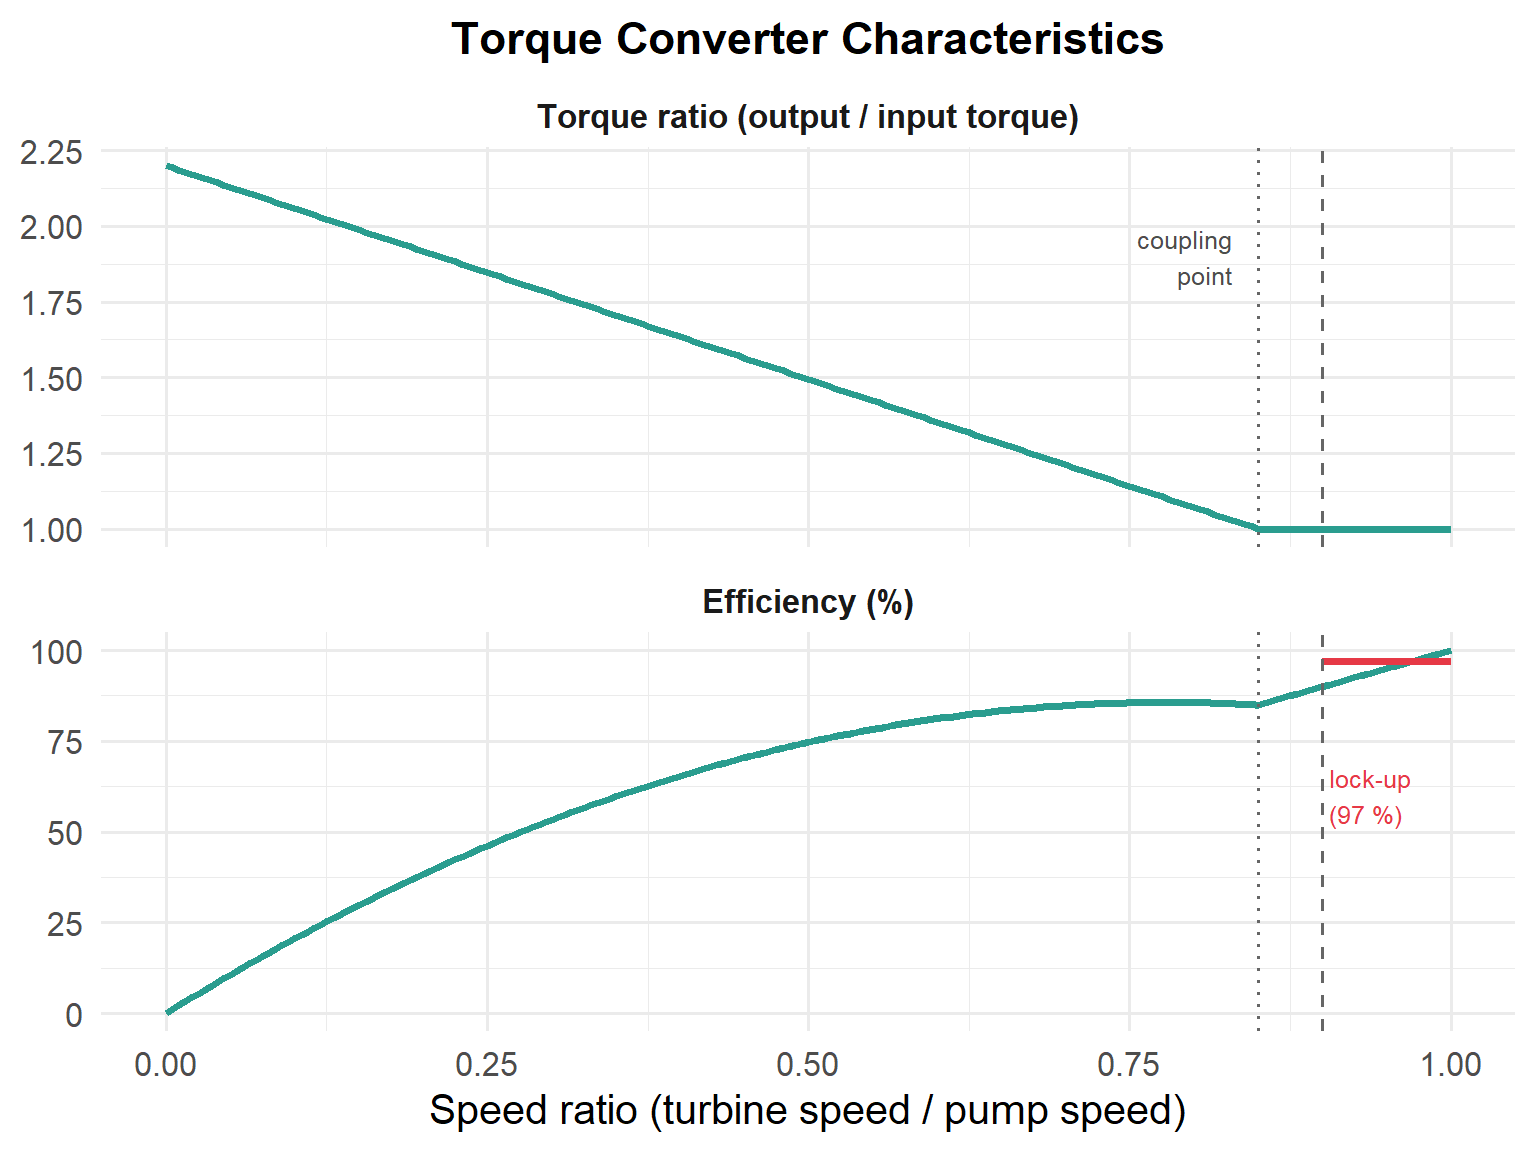 Torque Converter Characteristics
Torque ratio (output / input torque)
2.25
2.00
1.75
1.50
1.25
1.00
coupling
point
Efficiency (%)
100
75
50
25
0
lock-up
(97 %)
0.00 0.25 0.50 0.75 1.00
Speed ratio (turbine speed / pump speed)